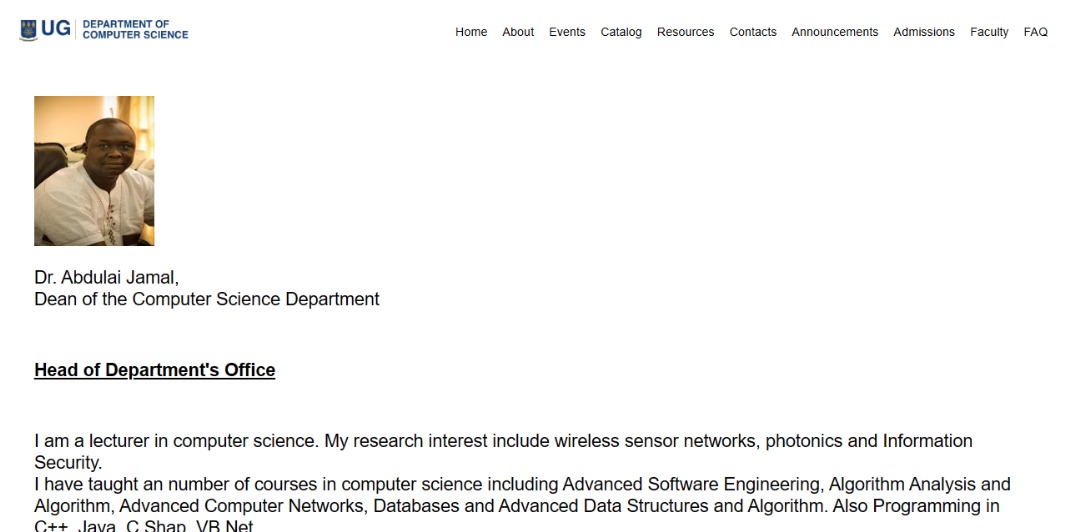 UG
DEPARTMENT OF
COMPUTER SCIENCE
Home About Events Catalog Resources Contacts Announcements Admissions Faculty FAQ
Dr. Abdulai Jamal,
Dean of the Computer Science Department
Head of Department's Office
I am a lecturer in computer science. My research interest include wireless sensor networks, photonics and Information
Security.
I have taught an number of courses in computer science including Advanced Software Engineering, Algorithm Analysis and
Algorithm, Advanced Computer Networks, Databases and Advanced Data Structures and Algorithm. Also Programming in
C++, Java, C Shap, VB Net